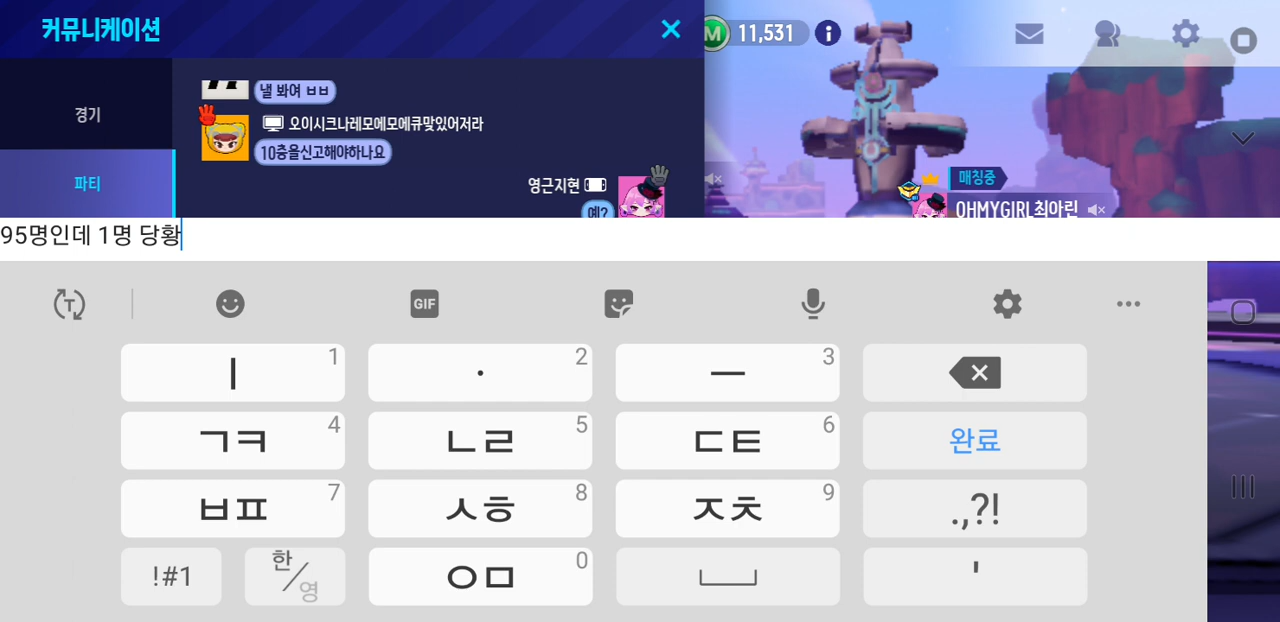 커뮤니케이션
M 11,531
경기
파티
낼 봐여 ㅂㅂ
오이시크나레모에모에큐맞있어저라
10층을신고해야하나요
영근지현
예?
매칭중
OHMYGIRL최아린
95명인데 1명 당황
T
GIF
ㅣ 1
· 2
ㅡ 3
ㄱㅋ 4
ㄴㄹ 5
ㄷㅌ 6
완료
ㅂㅍ 7
ㅅㅎ 8
ㅈㅊ 9
.,?!
!#1
한/영
ㅇㅁ 0
'